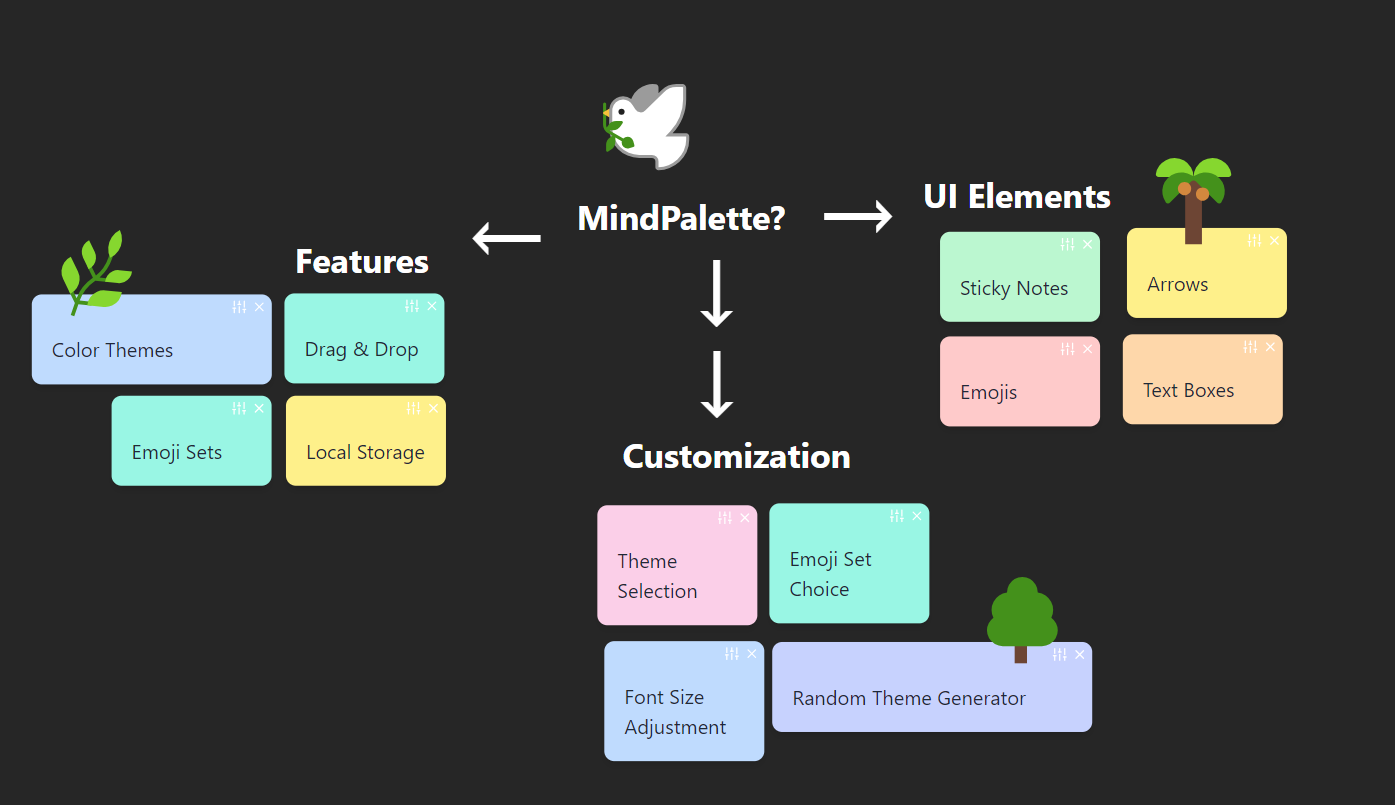 MindPalette?
Features
Color Themes
Drag & Drop
Emoji Sets
Local Storage
UI Elements
Sticky Notes
Arrows
Emojis
Text Boxes
Customization
Theme
Selection
Emoji Set
Choice
Font Size
Adjustment
Random Theme Generator